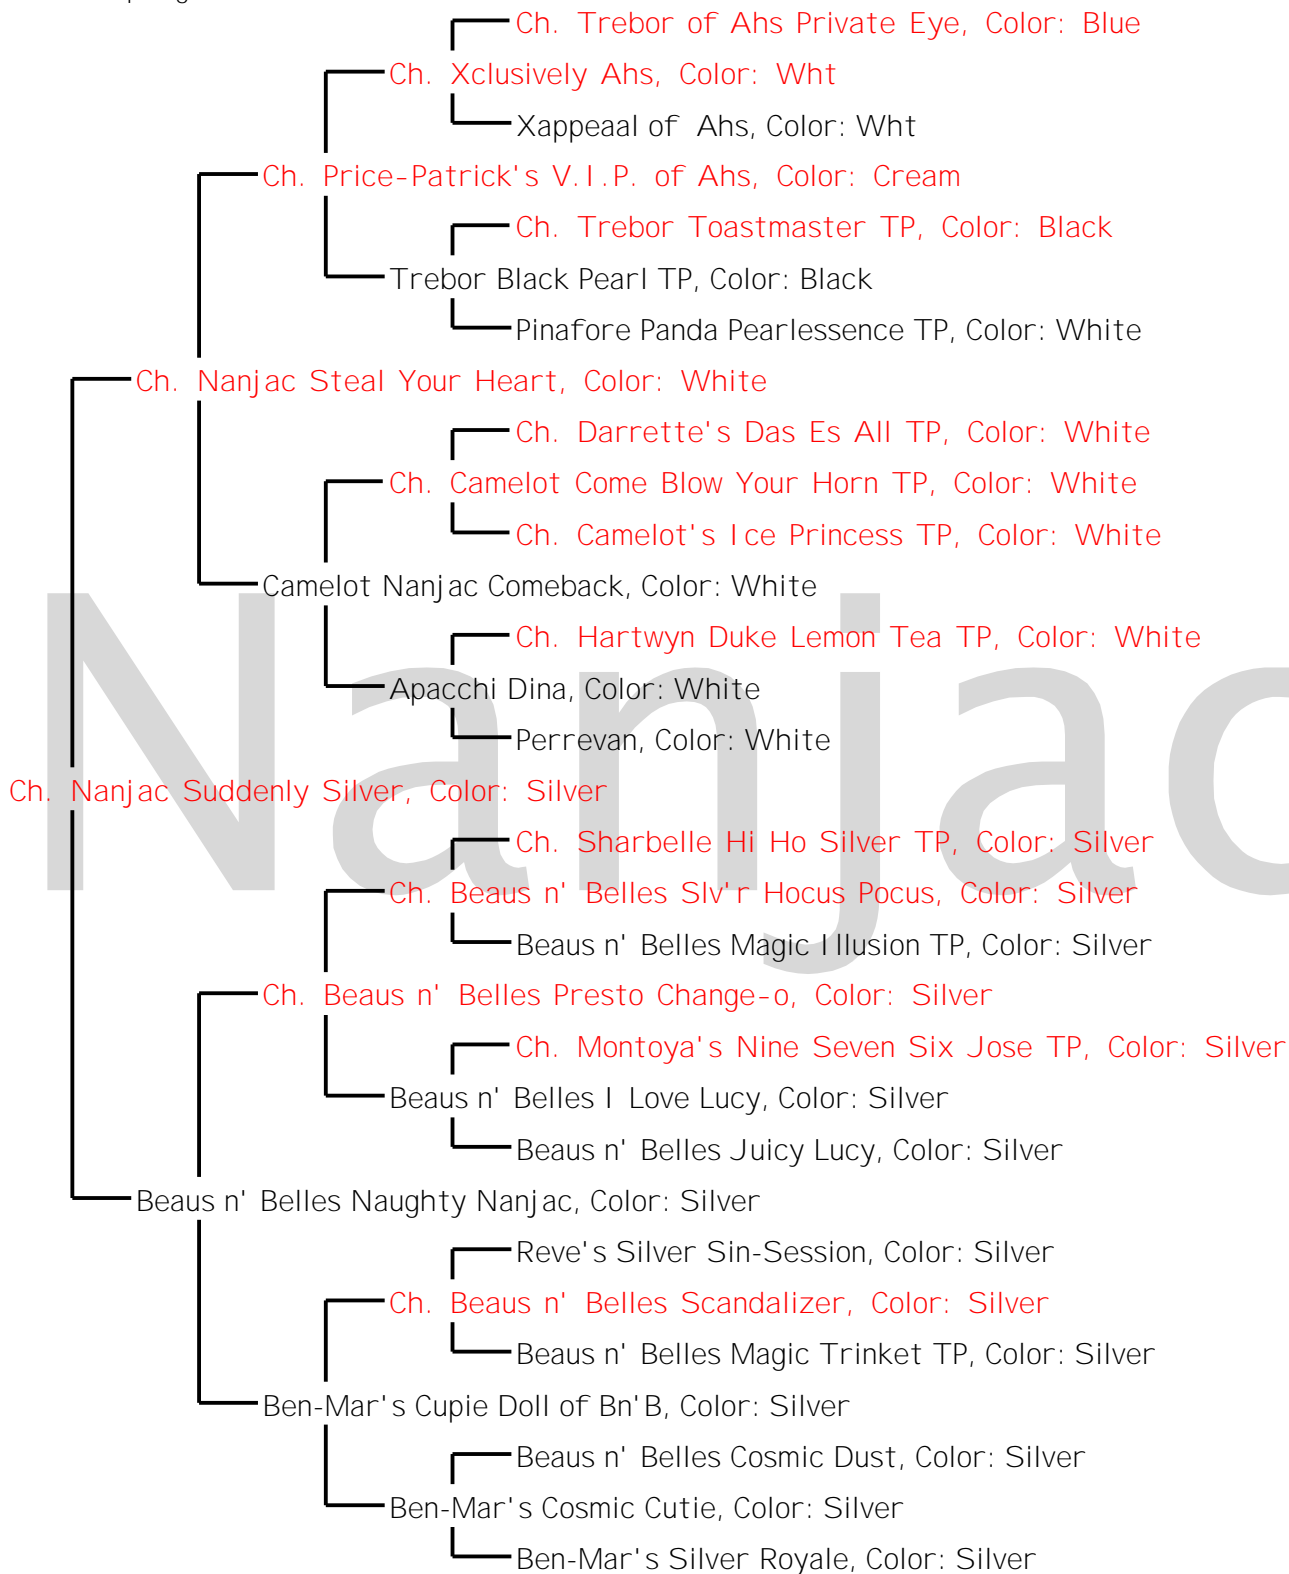 Ch. Trebor of Ahs Private Eye, Color: Blue
Ch. Xclusively Ahs, Color: Wht
Xappeaal of Ahs, Color: Wht
Ch. Price-Patrick's V.I.P. of Ahs, Color: Cream
Ch. Trebor Toastmaster TP, Color: Black
Trebor Black Pearl TP, Color: Black
Pinafore Panda Pearlessence TP, Color: White
Ch. Nanjac Steal Your Heart, Color: White
Ch. Darrette's Das Es All TP, Color: White
Ch. Camelot Come Blow Your Horn TP, Color: White
Ch. Camelot's Ice Princess TP, Color: White
Camelot Nanjac Comeback, Color: White
Ch. Hartwyn Duke Lemon Tea TP, Color: White
Apacchi Dina, Color: White
Perrevan, Color: White
Nanjac
Ch. Nanjac Suddenly Silver, Color: Silver
Ch. Sharbelle Hi Ho Silver TP, Color: Silver
Ch. Beaus n' Belles Slv'r Hocus Pocus, Color: Silver
Beaus n' Belles Magic Illusion TP, Color: Silver
Ch. Beaus n' Belles Presto Change-o, Color: Silver
Ch. Montoya's Nine Seven Six Jose TP, Color: Silver
Beaus n' Belles I Love Lucy, Color: Silver
Beaus n' Belles Juicy Lucy, Color: Silver
Beaus n' Belles Naughty Nanjac, Color: Silver
Reve's Silver Sin-Session, Color: Silver
Ch. Beaus n' Belles Scandalizer, Color: Silver
Beaus n' Belles Magic Trinket TP, Color: Silver
Ben-Mar's Cupie Doll of Bn'B, Color: Silver
Beaus n' Belles Cosmic Dust, Color: Silver
Ben-Mar's Cosmic Cutie, Color: Silver
Ben-Mar's Silver Royale, Color: Silver